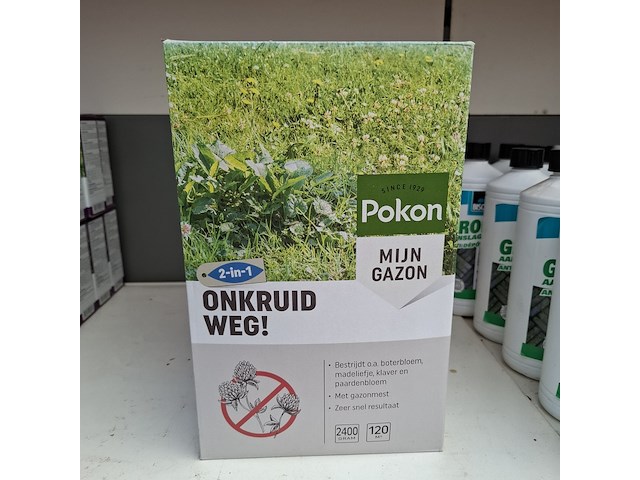 SINCE 1929
Pokon
MIJN
GAZON
2-in-1
ONKRUID
WEG!
• Bestrijdt o.a. boterbloem,
madeliefje, klaver en
paardenbloem
• Met gazonmest
• Zeer snel resultaat
2400
GRAM
120
M²